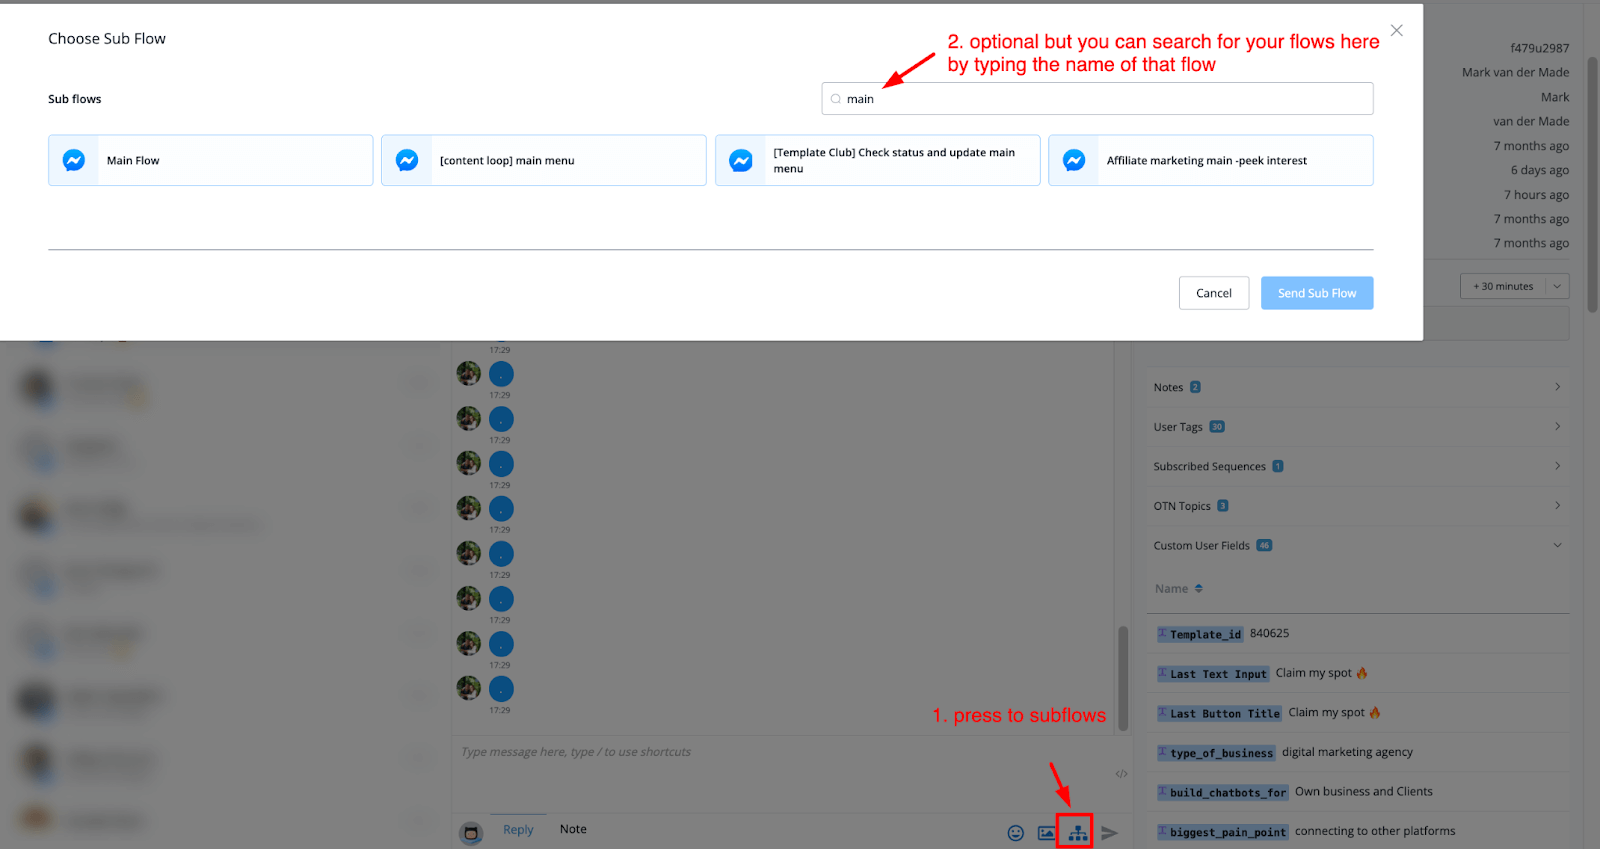 Choose Sub Flow
2. optional but you can search for your flows here
by typing the name of that flow
Sub flows
main
Main Flow
[content loop] main menu
[Template Club] Check status and update main
menu
Affiliate marketing main -peek interest
Cancel
Send Sub Flow
f479u2987
Mark van der Made
Mark
van der Made
7 months ago
6 days ago
7 hours ago
7 months ago
7 months ago
+ 30 minutes
17:29
17:29
17:29
17:29
17:29
17:29
17:29
17:29
17:29
1. press to subflows
Type message here, type / to use shortcuts
</>
Reply
Note
Notes 2
User Tags 30
Subscribed Sequences 1
OTN Topics 3
Custom User Fields 46
Name
Template_id 840625
Last Text Input Claim my spot 🔥
Last Button Title Claim my spot 🔥
type_of_business digital marketing agency
build_chatbots_for Own business and Clients
biggest_pain_point connecting to other platforms